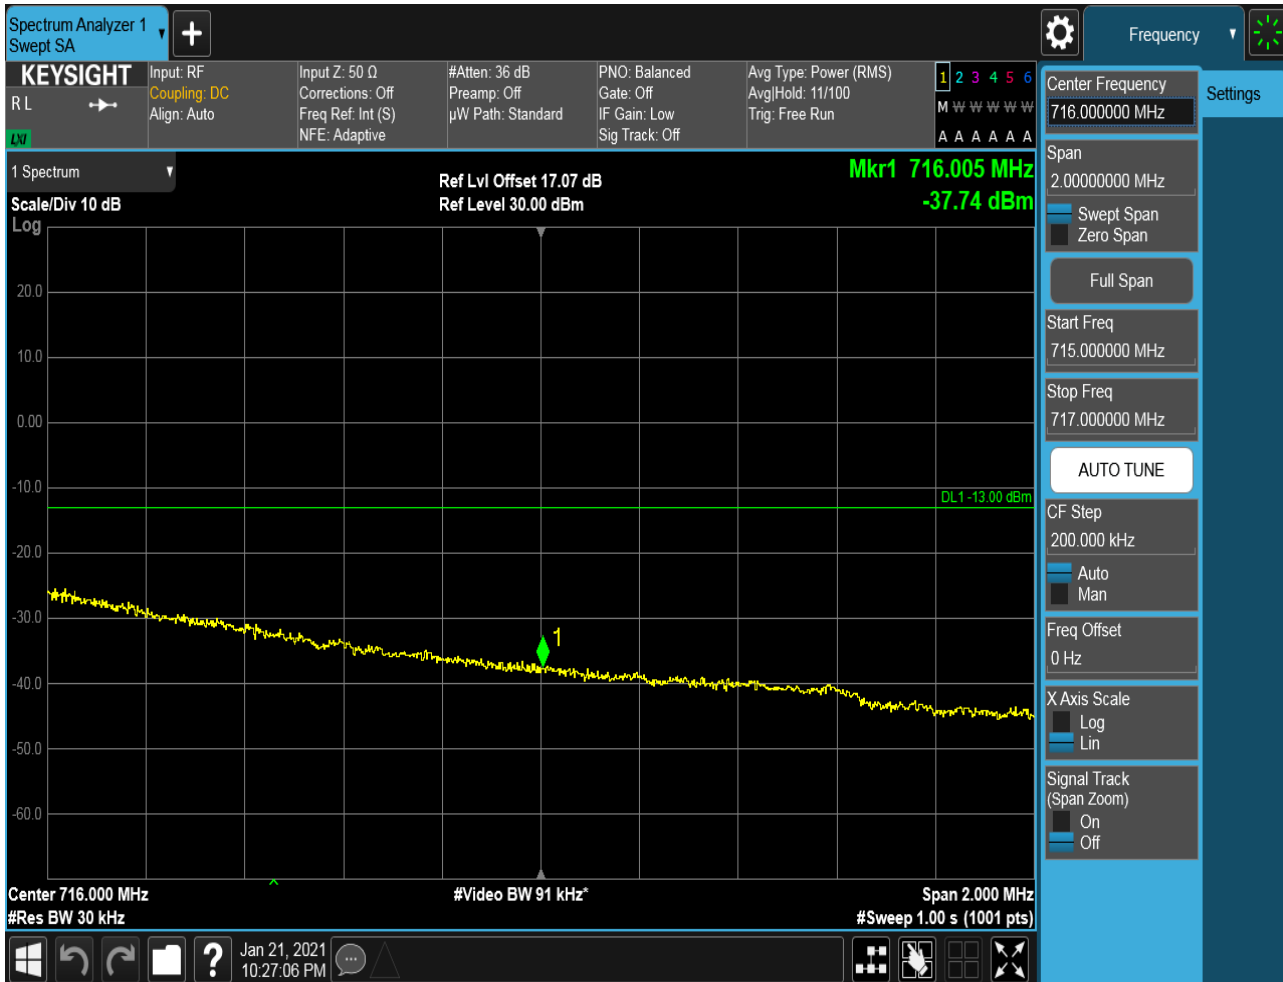 Spectrum Analyzer 1
Swept SA
+
Frequency
KEYSIGHT
R L
LXI
Input: RF
Coupling: DC
Align: Auto
Input Z: 50 Ω
Corrections: Off
Freq Ref: Int (S)
NFE: Adaptive
#Atten: 36 dB
Preamp: Off
µW Path: Standard
PNO: Balanced
Gate: Off
IF Gain: Low
Sig Track: Off
Avg Type: Power (RMS)
Avg|Hold: 11/100
Trig: Free Run
1 2 3 4 5 6
M W W W W W
A A A A A A
1 Spectrum
Scale/Div 10 dB
Log
Ref Lvl Offset 17.07 dB
Ref Level 30.00 dBm
Mkr1 716.005 MHz
-37.74 dBm
20.0
10.0
0.00
-10.0
DL1 -13.00 dBm
-20.0
-30.0
1
-40.0
-50.0
-60.0
Center 716.000 MHz
#Res BW 30 kHz
#Video BW 91 kHz*
Span 2.000 MHz
#Sweep 1.00 s (1001 pts)
?
Jan 21, 2021
10:27:06 PM
Center Frequency
716.000000 MHz
Settings
Span
2.00000000 MHz
Swept Span
Zero Span
Full Span
Start Freq
715.000000 MHz
Stop Freq
717.000000 MHz
AUTO TUNE
CF Step
200.000 kHz
Auto
Man
Freq Offset
0 Hz
X Axis Scale
Log
Lin
Signal Track
(Span Zoom)
On
Off